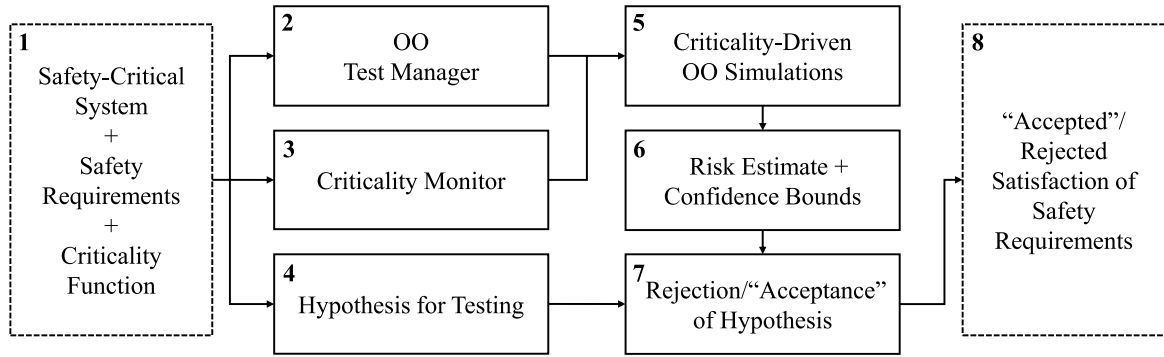 1
Safety-Critical
System
+
Safety
Requirements
+
Criticality
Function
2
OO
Test Manager
3
Criticality Monitor
4
Hypothesis for Testing
5
Criticality-Driven
OO Simulations
6
Risk Estimate +
Confidence Bounds
7
Rejection/“Acceptance”
of Hypothesis
8
“Accepted”/
Rejected
Satisfaction of
Safety
Requirements